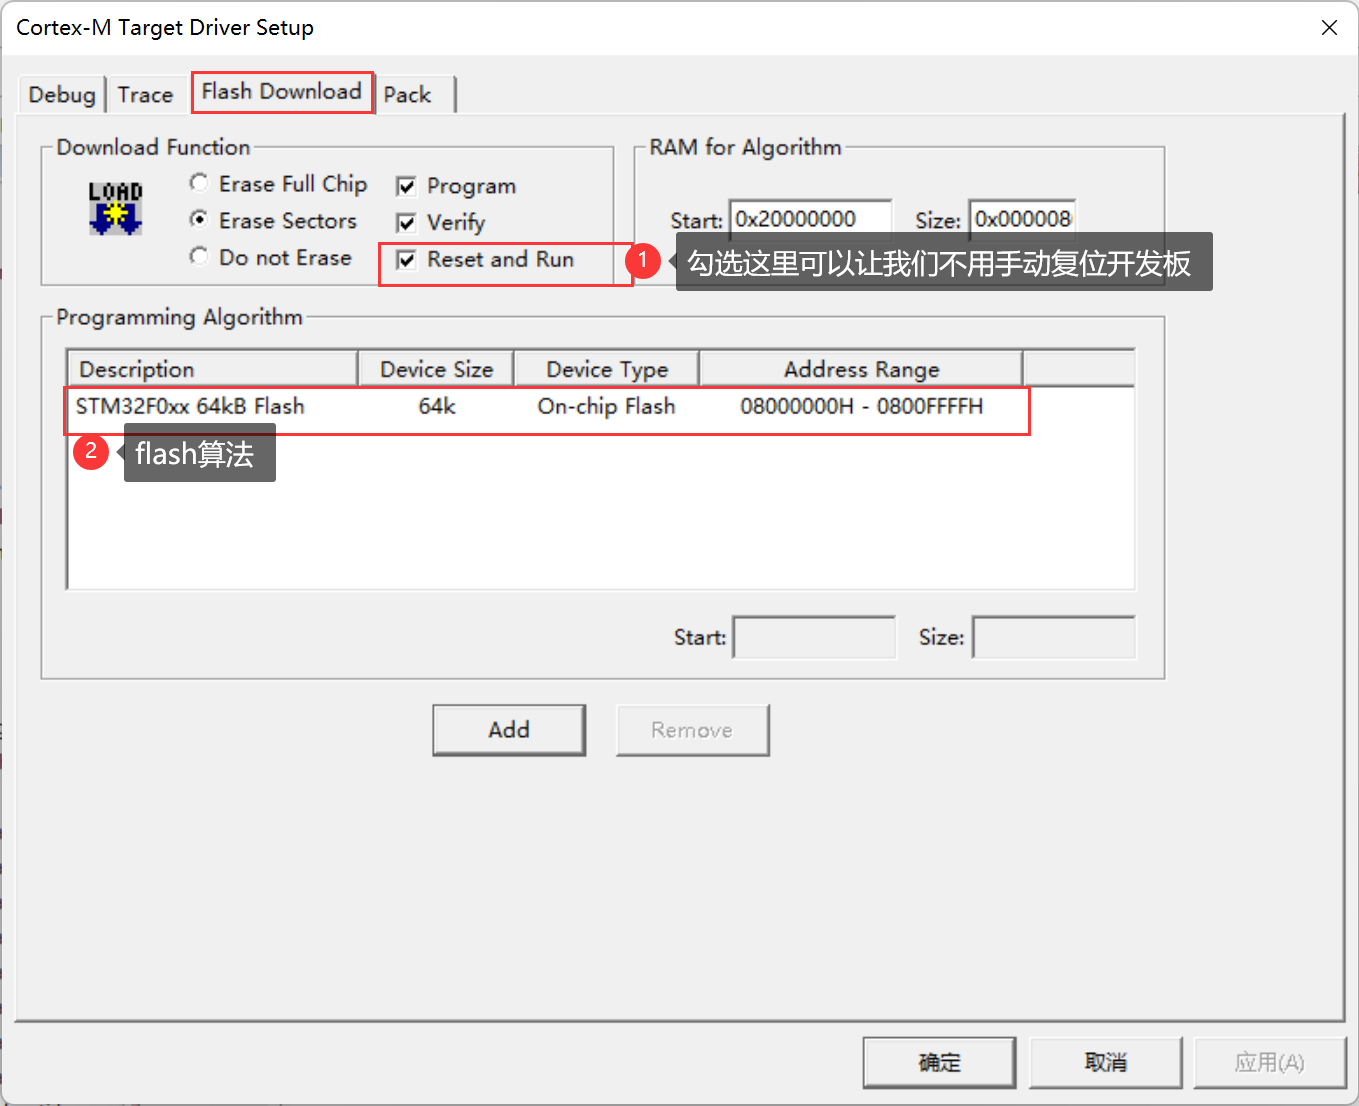 Cortex-M Target Driver Setup
Debug Trace Flash Download Pack
Download Function
LOAD
Erase Full Chip
Erase Sectors
Do not Erase
Program
Verify
Reset and Run
RAM for Algorithm
Start: 0x20000000 Size: 0x000008
1 勾选这里可以让我们不用手动复位开发板
Programming Algorithm
Description Device Size Device Type Address Range
STM32F0xx 64kB Flash 64k On-chip Flash 08000000H - 0800FFFFH
2 flash算法
Start: Size:
Add Remove
确定 取消 应用(A)